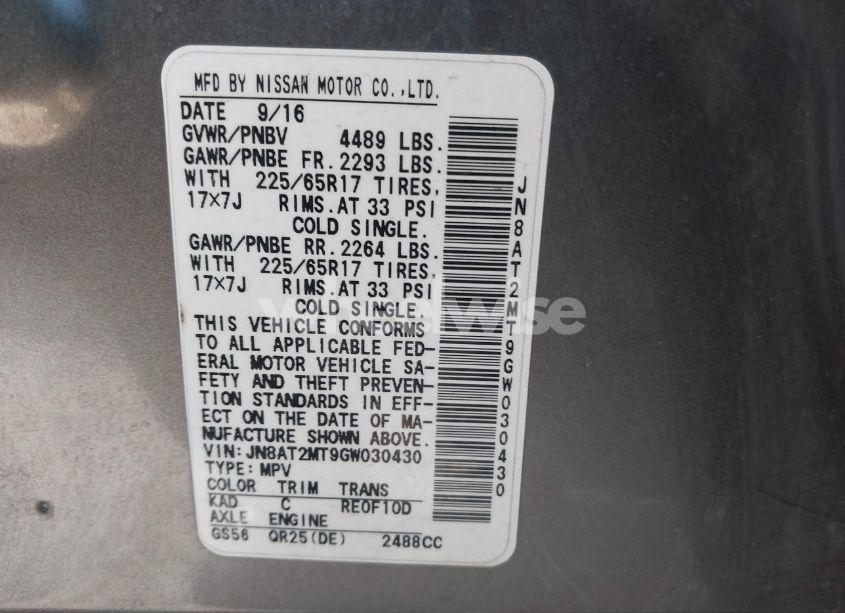 MFD BY NISSAN MOTOR CO.,LTD.
DATE 9/16
GVWR/PNBV 4489 LBS.
GAWR/PNBE FR. 2293 LBS.
WITH 225/65R17 TIRES,
17×7J RIMS.AT 33 PSI
COLD SINGLE.
GAWR/PNBE RR. 2264 LBS.
WITH 225/65R17 TIRES,
17×7J RIMS.AT 33 PSI
COLD SINGLE.
THIS VEHICLE CONFORMS
TO ALL APPLICABLE FED-
ERAL MOTOR VEHICLE SA-
FETY AND THEFT PREVEN-
TION STANDARDS IN EFF-
ECT ON THE DATE OF MA-
NUFACTURE SHOWN ABOVE.
VIN: JN8AT2MT9GW030430
TYPE: MPV
COLOR TRIM TRANS
KAD C RE0F10D
AXLE ENGINE
GS56 QR25(DE) 2488CC
JN8AT2MT9GW030430